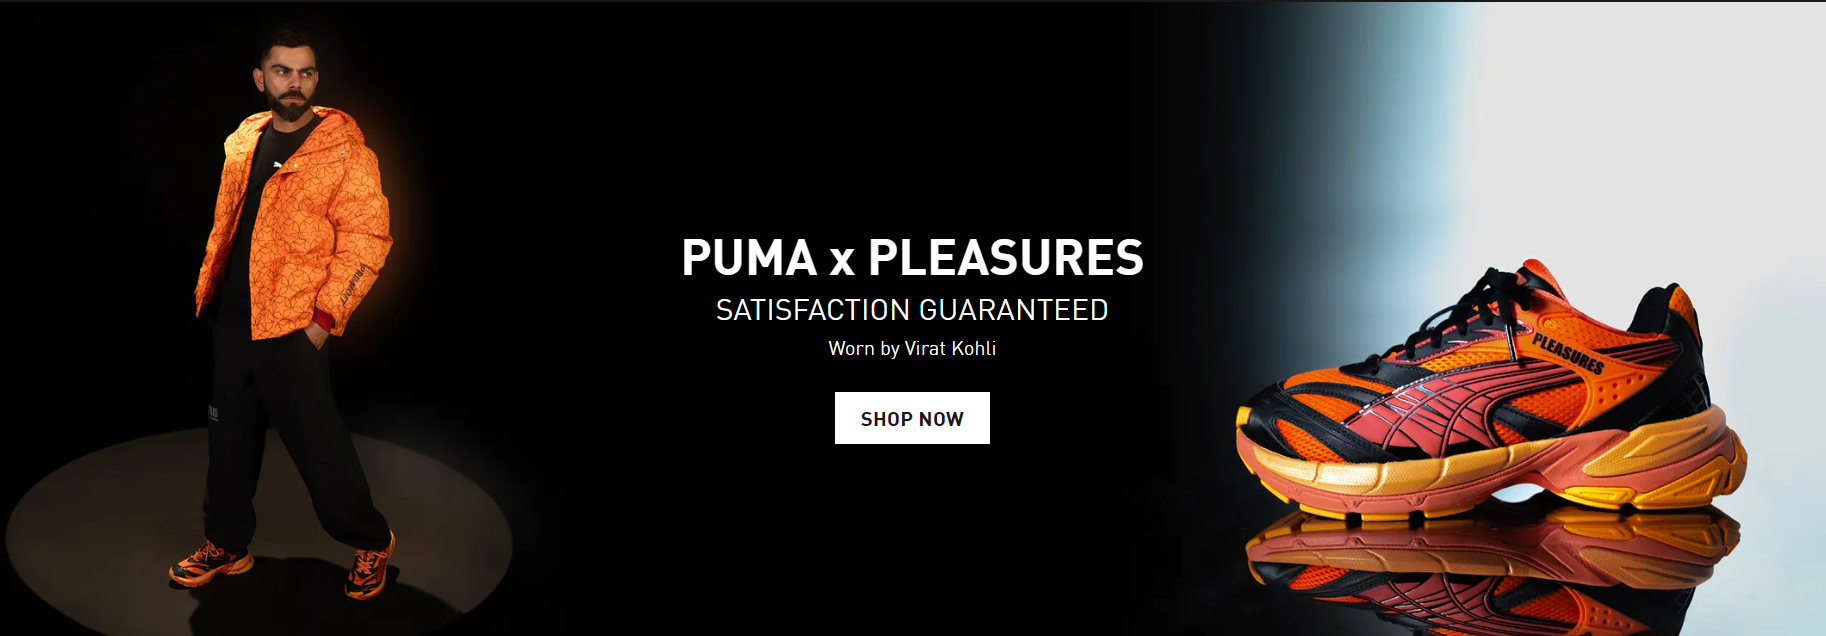 PUMA x PLEASURES
SATISFACTION GUARANTEED
Worn by Virat Kohli
SHOP NOW
PLEASURES